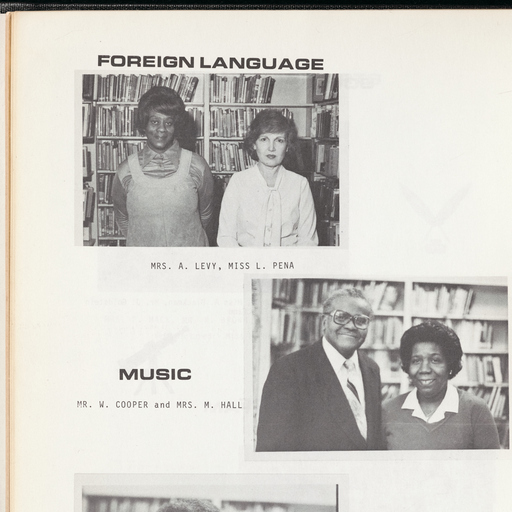 FOREIGN LANGUAGE
MRS. A. LEVY, MISS L. PENA
MUSIC
MR. W. COOPER and MRS. M. HALL